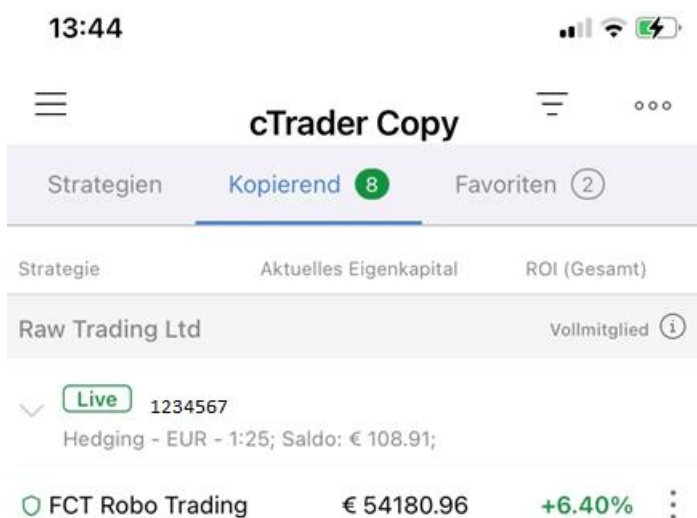 13:44
cTrader Copy
Strategien Kopierend 8 Favoriten 2
Strategie Aktuelles Eigenkapital ROI (Gesamt)
Raw Trading Ltd Vollmitglied i
Live 1234567
Hedging - EUR - 1:25; Saldo: € 108.91;
FCT Robo Trading € 54180.96 +6.40%